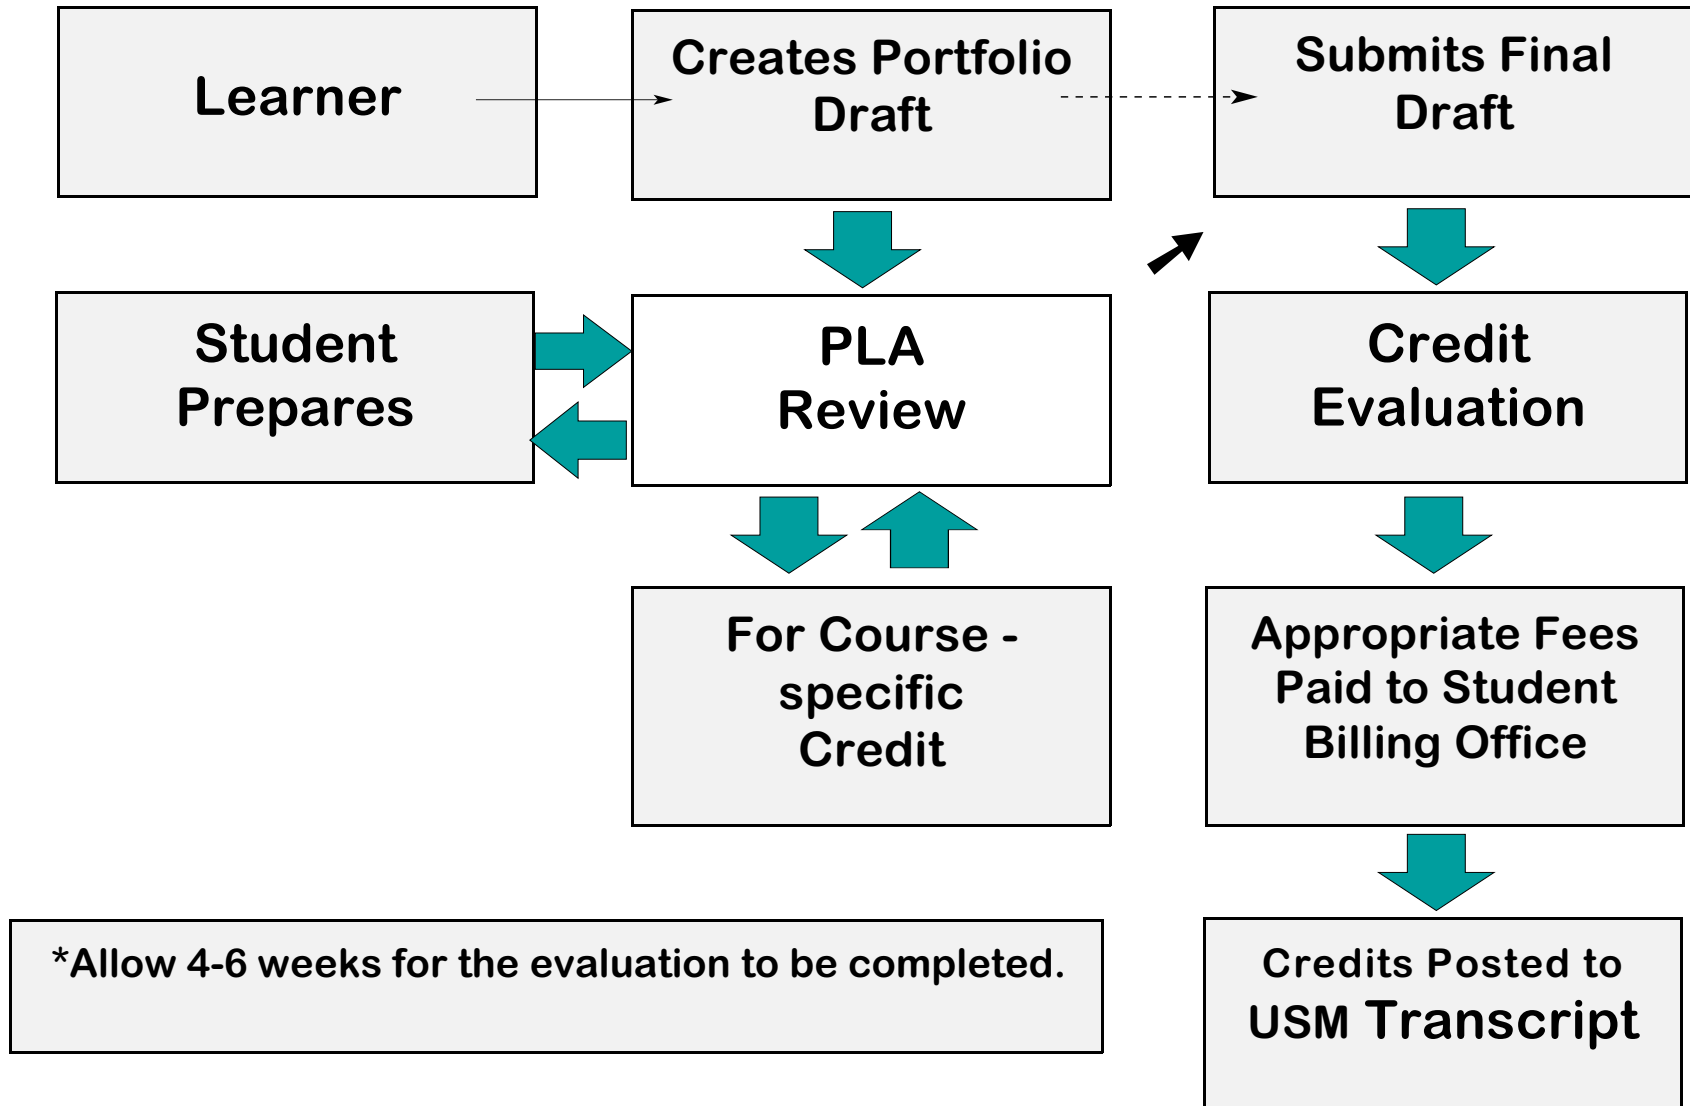 Learner
Creates Portfolio
Draft
Submits Final
Draft
Student
Prepares
PLA
Review
Credit
Evaluation
For Course -
specific
Credit
Appropriate Fees
Paid to Student
Billing Office
*Allow 4-6 weeks for the evaluation to be completed.
Credits Posted to
USM Transcript